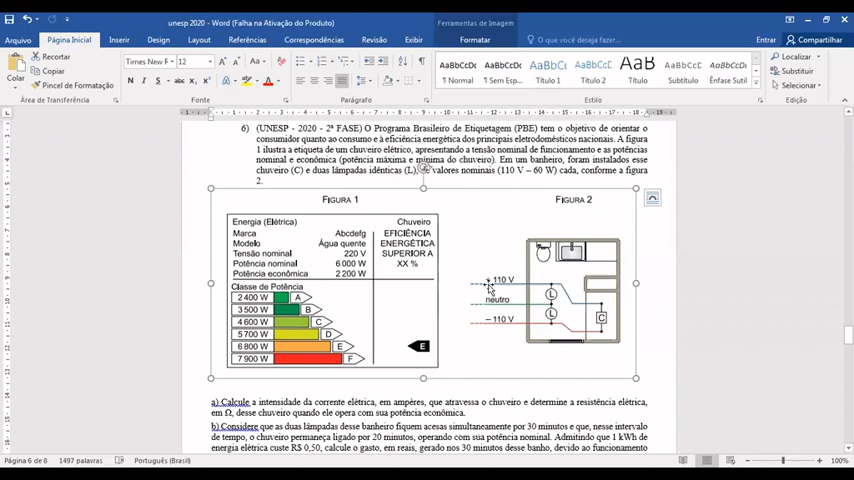 unesp 2020 - Word (Falha na Ativação do Produto)
Ferramentas de Imagem
Arquivo Página Inicial Inserir Design Layout Referências Correspondências Revisão Exibir Formatar O que você deseja fazer... Entrar Compartilhar
Recortar
Copiar
Pincel de Formatação
Colar
Times New R 12
N I S
AaBbCcDc AaBbCcDc AaBbCc AaBbCcC AaB AaBbCcC AaBbCcDc
¶ Normal ¶ Sem Esp... Título 1 Título 2 Título Subtítulo Ênfase Sutil
Localizar
Substituir
Selecionar
Área de Transferência Fonte Parágrafo Estilo Edição
6) (UNESP - 2020 - 2ª FASE) O Programa Brasileiro de Etiquetagem (PBE) tem o objetivo de orientar o
consumidor quanto ao consumo e à eficiência energética dos principais eletrodomésticos nacionais. A figura
1 ilustra a etiqueta de um chuveiro elétrico, apresentando a tensão nominal de funcionamento e as potências
nominal e econômica (potência máxima e mínima do chuveiro). Em um banheiro, foram instalados esse
chuveiro (C) e duas lâmpadas idênticas (L), de valores nominais (110 V – 60 W) cada, conforme a figura
2.
FIGURA 1
Energia (Elétrica) Chuveiro
Marca Abcdefg EFICIÊNCIA
Modelo Água quente ENERGÉTICA
Tensão nominal 220 V SUPERIOR A
Potência nominal 6 000 W XX %
Potência econômica 2 200 W
Classe de Potência
2 400 W A
3 500 W B
4 600 W C
5 700 W D
6 800 W E E
7 900 W F
FIGURA 2
+ 110 V
neutro
– 110 V
L
L
C
a) Calcule a intensidade da corrente elétrica, em ampères, que atravessa o chuveiro e determine a resistência elétrica,
em Ω, desse chuveiro quando ele opera com sua potência econômica.
b) Considere que as duas lâmpadas desse banheiro fiquem acesas simultaneamente por 30 minutos e que, nesse intervalo
de tempo, o chuveiro permaneça ligado por 20 minutos, operando com sua potência nominal. Admitindo que 1 kWh de
energia elétrica custe R$ 0,50, calcule o gasto, em reais, gerado nos 30 minutos desse banho, devido ao funcionamento
Página 6 de 8 1497 palavras Português (Brasil) 100%